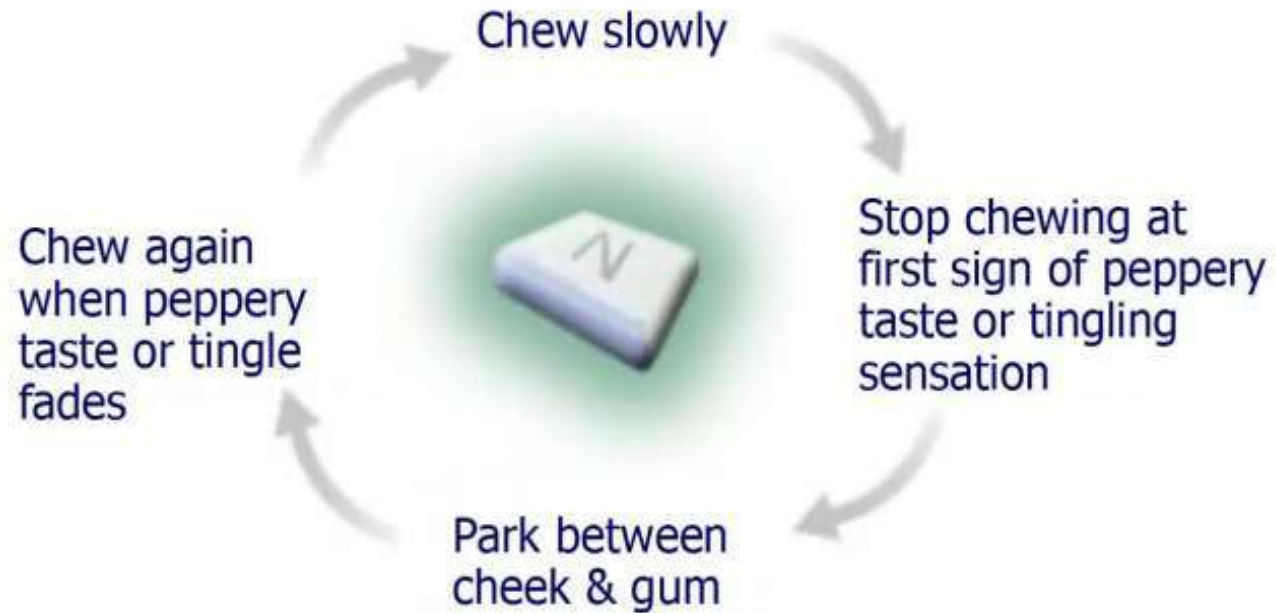 Chew slowly
Stop chewing at
first sign of peppery
taste or tingling
sensation
Park between
cheek & gum
Chew again
when peppery
taste or tingle
fades
N